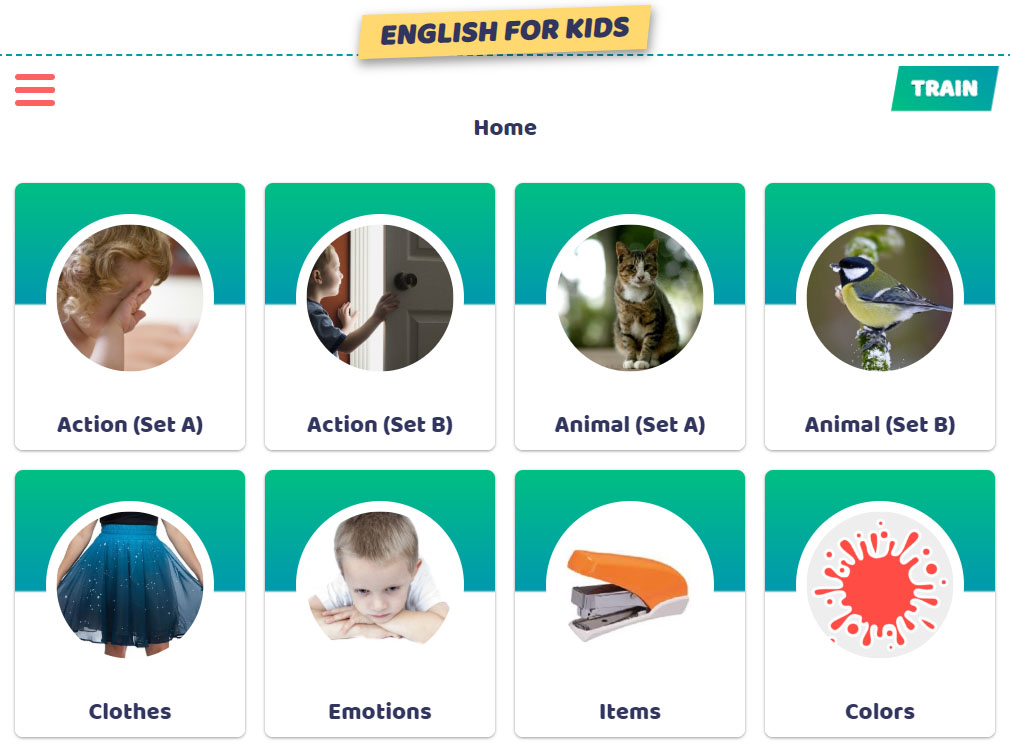 ENGLISH FOR KIDS
TRAIN
Home
Action (Set A)
Action (Set B)
Animal (Set A)
Animal (Set B)
Clothes
Emotions
Items
Colors